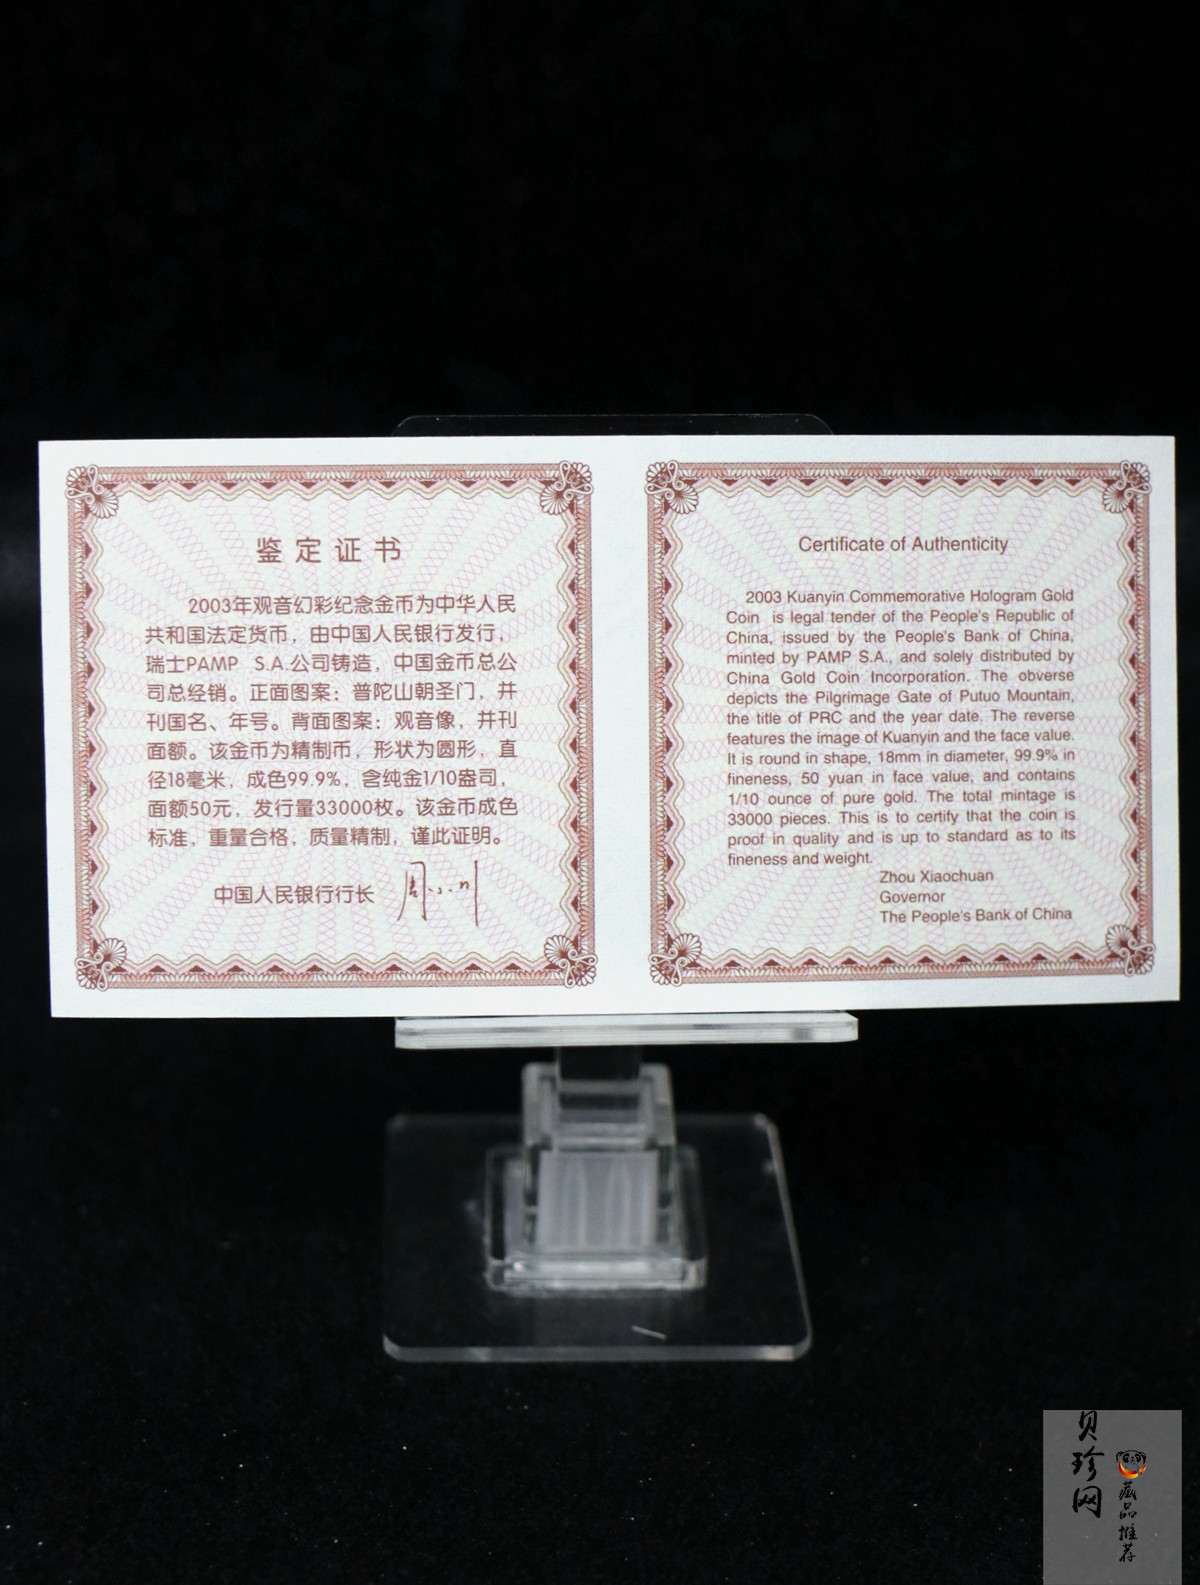 鉴定证书
2003年观音幻彩纪念金币为中华人民
共和国法定货币，由中国人民银行发行，
瑞士PAMP S.A.公司铸造，中国金币总公
司总经销。正面图案：普陀山朝圣门，并
刊国名、年号。背面图案：观音像，并刊
面额。该金币为精制币，形状为圆形，直
径18毫米，成色99.9%，含纯金1/10盎司，
面额50元，发行量33000枚。该金币成色
标准，重量合格，质量精制，谨此证明。
中国人民银行行长 周小川
Certificate of Authenticity
2003 Kuanyin Commemorative Hologram Gold
Coin is legal tender of the People's Republic of
China, issued by the People's Bank of China,
minted by PAMP S.A., and solely distributed by
China Gold Coin Incorporation. The obverse
depicts the Pilgrimage Gate of Putuo Mountain,
the title of PRC and the year date. The reverse
features the image of Kuanyin and the face value.
It is round in shape, 18mm in diameter, 99.9% in
fineness, 50 yuan in face value, and contains
1/10 ounce of pure gold. The total mintage is
33000 pieces. This is to certify that the coin is
proof in quality and is up to standard as to its
fineness and weight.
Zhou Xiaochuan
Governor
The People's Bank of China
贝珍网
藏品推荐